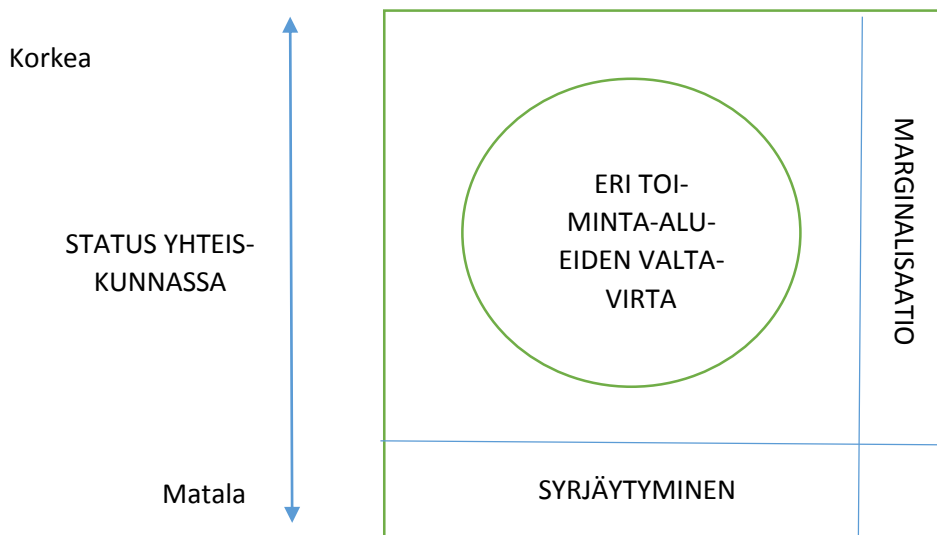 Korkea
STATUS YHTEIS-
KUNNASSA
Matala
ERI TOI-
MINTA-ALU-
EIDEN VALTA-
VIRTA
MARGINALISAATIO
SYRJÄYTYMINEN